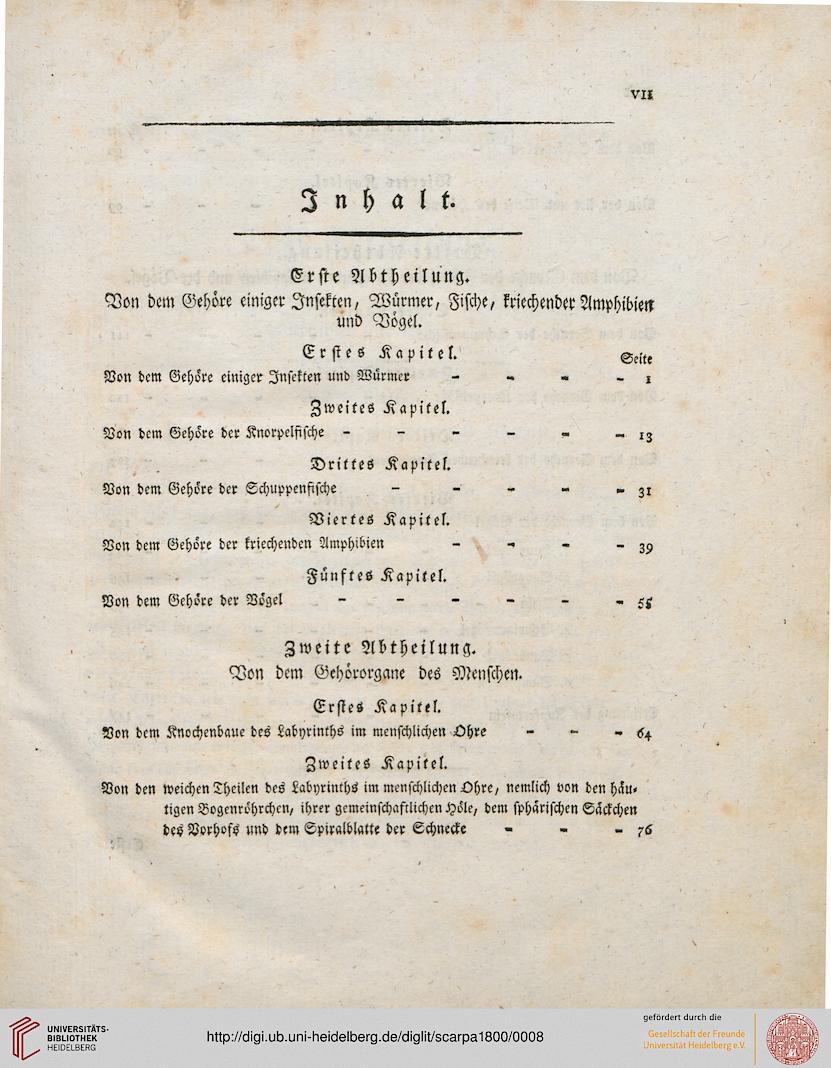 VII
Inhalt.
Erste Abtheilung.
Von dem Gehöre einiger Insekten, Würmer, Fische, kriechender Amphibien
und Vögel.
Erstes Kapitel.
Seite
Von dem Gehöre einiger Insekten und Würmer - - - - 1
Zweites Kapitel.
Von dem Gehöre der Knorpelfische - - - - - - 13
Drittes Kapitel.
Von dem Gehöre der Schuppenfische - - - - - 31
Viertes Kapitel.
Von dem Gehöre der kriechenden Amphibien - - - - 39
Fünftes Kapitel.
Von dem Gehöre der Vögel - - - - - - 55
Zweite Abtheilung.
Von dem Gehörorgane des Menschen.
Erstes Kapitel.
Von dem Knochenbaue des Labyrinths im menschlichen Ohre - - - 64
Zweites Kapitel.
Von den weichen Theilen des Labyrinths im menschlichen Ohre, nemlich von den häu-
tigen Bogenröhrchen, ihrer gemeinschaftlichen Höle, dem sphärischen Säckchen
des Vorhofs und dem Spiralblatte der Schnecke - - - 76
UNIVERSITÄTS-
BIBLIOTHEK
HEIDELBERG
http://digi.ub.uni-heidelberg.de/diglit/scarpa1800/0008
gefördert durch die
Gesellschaft der Freunde
Universität Heidelberg e.V.